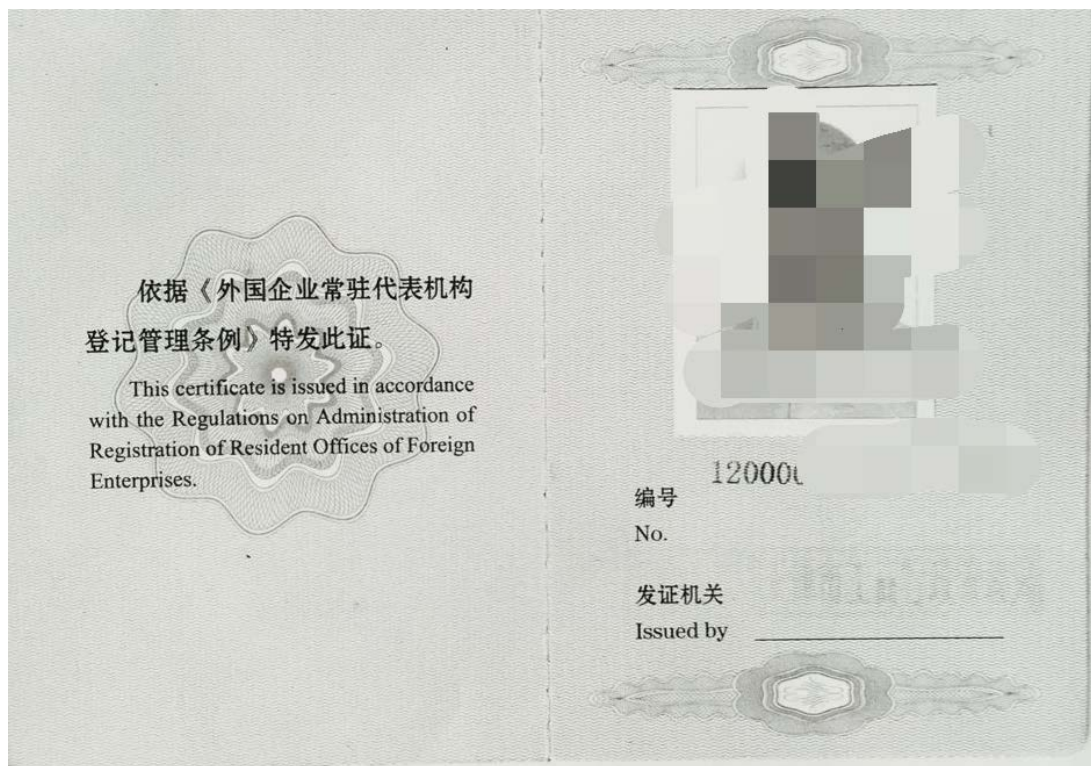 依据《外国企业常驻代表机构
登记管理条例》特发此证。
This certificate is issued in accordance
with the Regulations on Administration of
Registration of Resident Offices of Foreign
Enterprises.
12000
编号
No.
发证机关
Issued by